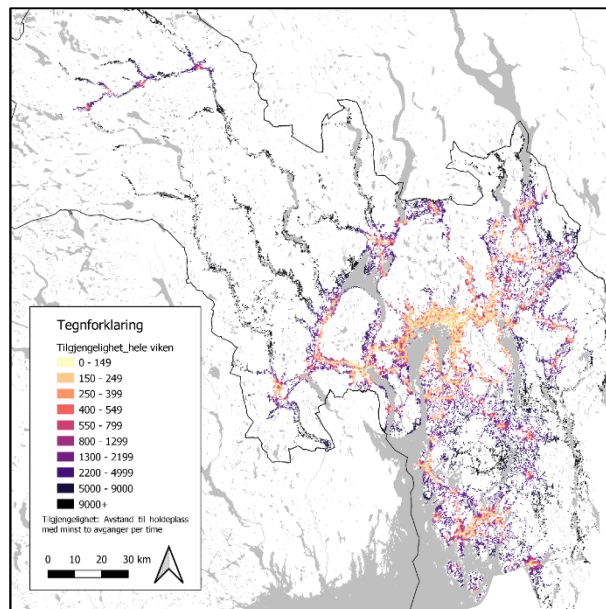 Tegnforklaring
Tilgjengelighet_hele viken
0 - 149
150 - 249
250 - 399
400 - 549
550 - 799
800 - 1299
1300 - 2199
2200 - 4999
5000 - 9000
9000+
Tilgjengelighet: Avstand til holdeplass
med minst to avganger per time
0 10 20 30 km